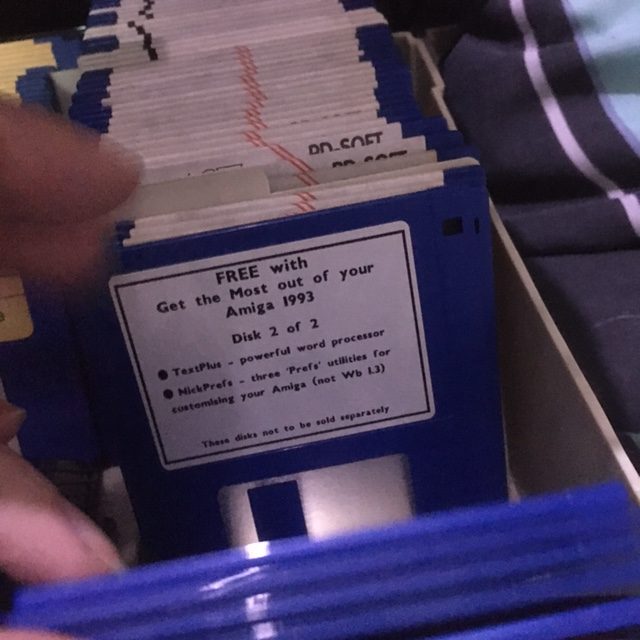 PD-SOFT
PD-SOFT
FREE with
Get the Most out of your
Amiga 1993
Disk 2 of 2
● TextPlus - powerful word processor
● NickPrefs - three 'Prefs' utilities for
customising your Amiga (not Wb 1.3)
These disks not to be sold separately